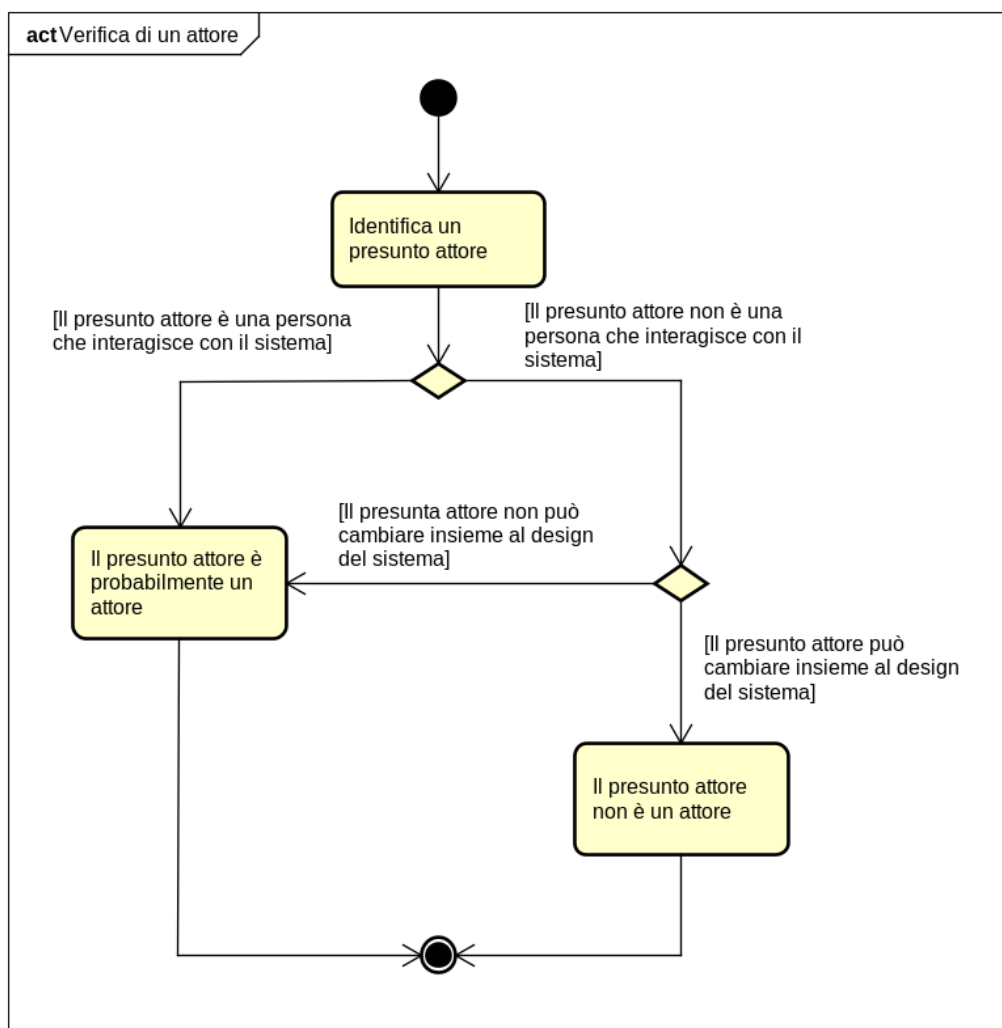 act Verifica di un attore
Identifica un
presunto attore
[Il presunto attore è una persona
che interagisce con il sistema]
[Il presunto attore non è una
persona che interagisce con il
sistema]
[Il presunta attore non può
cambiare insieme al design
del sistema]
Il presunto attore è
probabilmente un
attore
[Il presunto attore può
cambiare insieme al design
del sistema]
Il presunto attore
non è un attore